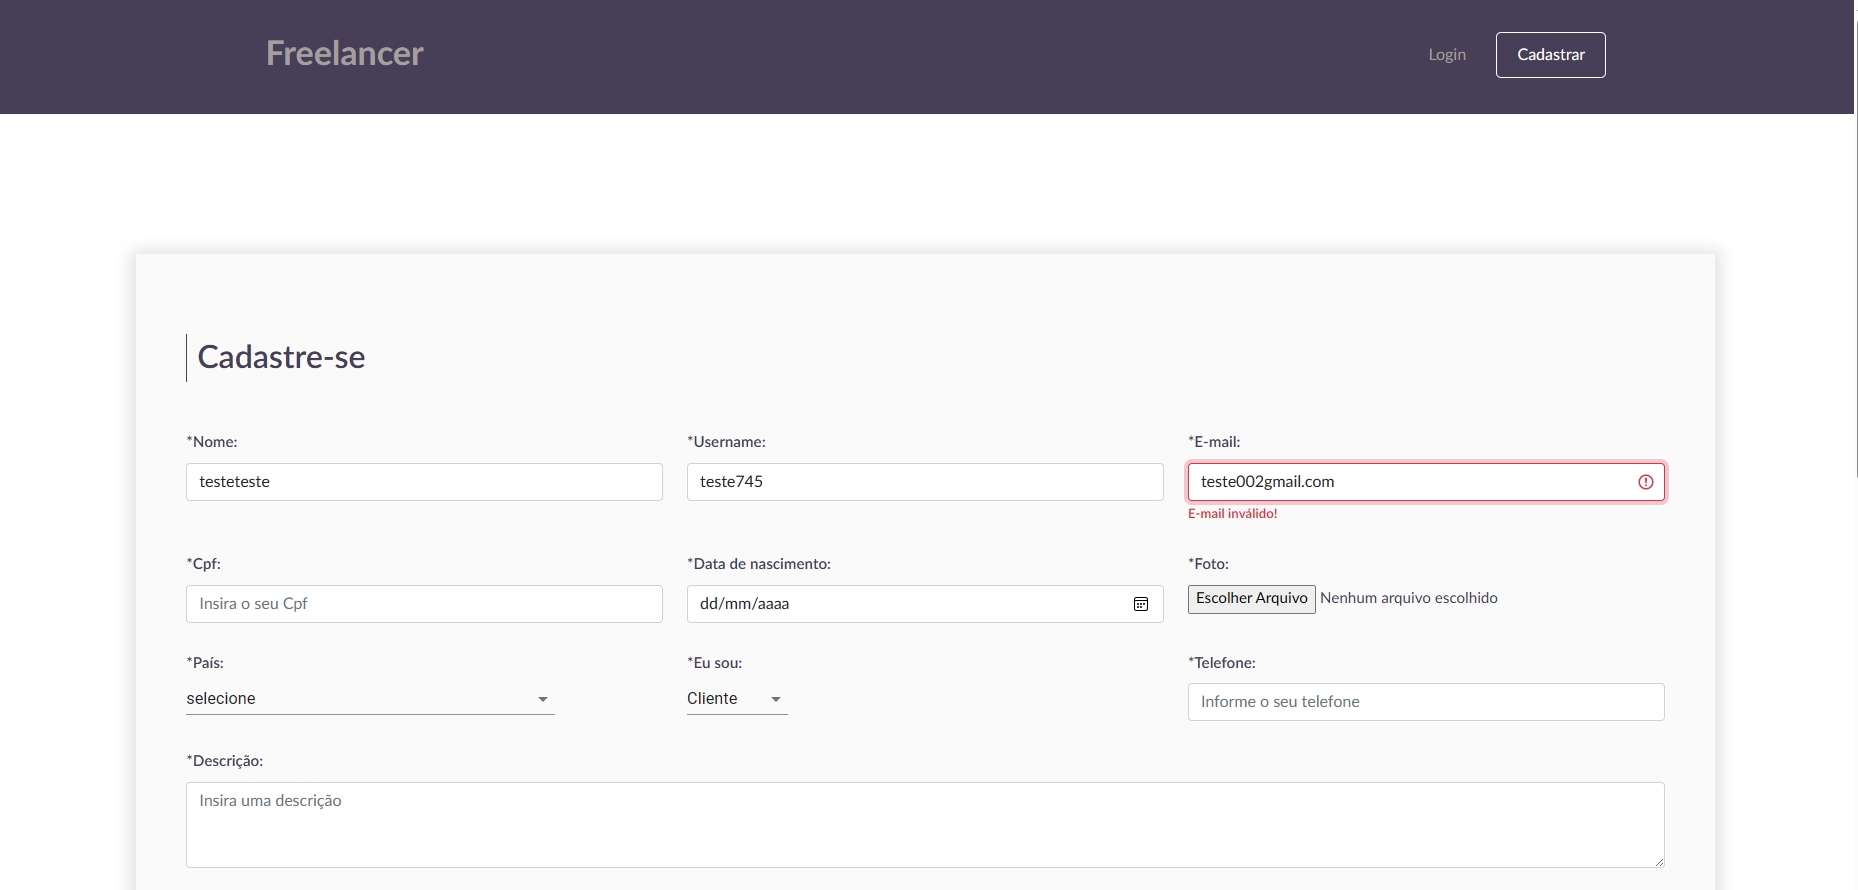 Freelancer
Login
Cadastrar
Cadastre-se
*Nome:
*Username:
*E-mail:
testeteste
teste745
teste002gmail.com
E-mail inválido!
*Cpf:
*Data de nascimento:
*Foto:
Insira o seu Cpf
dd/mm/aaaa
Escolher Arquivo Nenhum arquivo escolhido
*País:
*Eu sou:
*Telefone:
selecione
Cliente
Informe o seu telefone
*Descrição:
Insira uma descrição